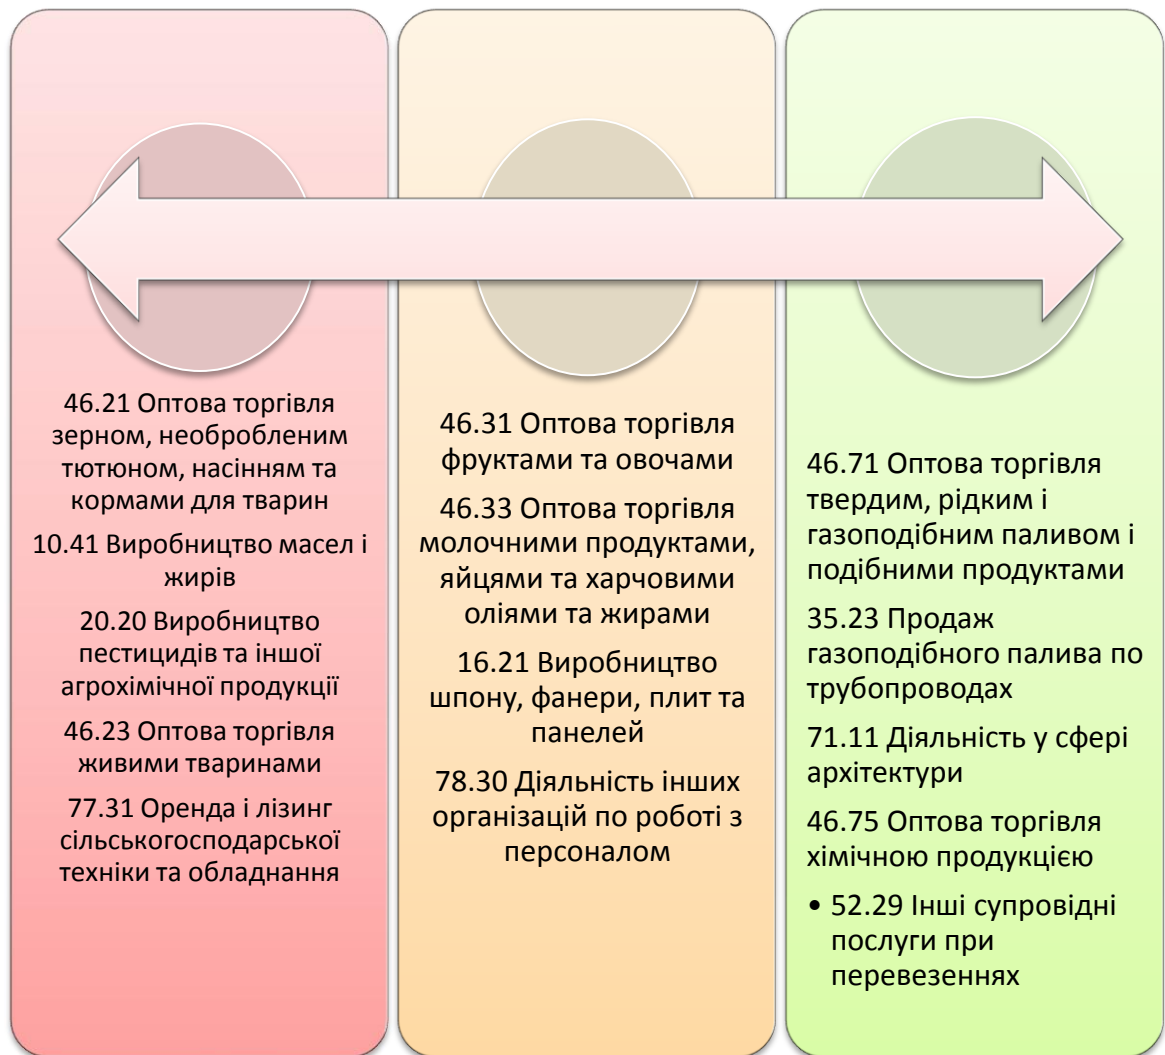 46.21 Оптова торгівля
зерном, необробленим
тютюном, насінням та
кормами для тварин
10.41 Виробництво масел і
жирів
20.20 Виробництво
пестицидів та іншої
агрохімічної продукції
46.23 Оптова торгівля
живими тваринами
77.31 Оренда і лізинг
сільськогосподарської
техніки та обладнання
46.31 Оптова торгівля
фруктами та овочами
46.33 Оптова торгівля
молочними продуктами,
яйцями та харчовими
оліями та жирами
16.21 Виробництво
шпону, фанери, плит та
панелей
78.30 Діяльність інших
організацій по роботі з
персоналом
46.71 Оптова торгівля
твердим, рідким і
газоподібним паливом і
подібними продуктами
35.23 Продаж
газоподібного палива по
трубопроводах
71.11 Діяльність у сфері
архітектури
46.75 Оптова торгівля
хімічною продукцією
• 52.29 Інші супровідні
послуги при
перевезеннях